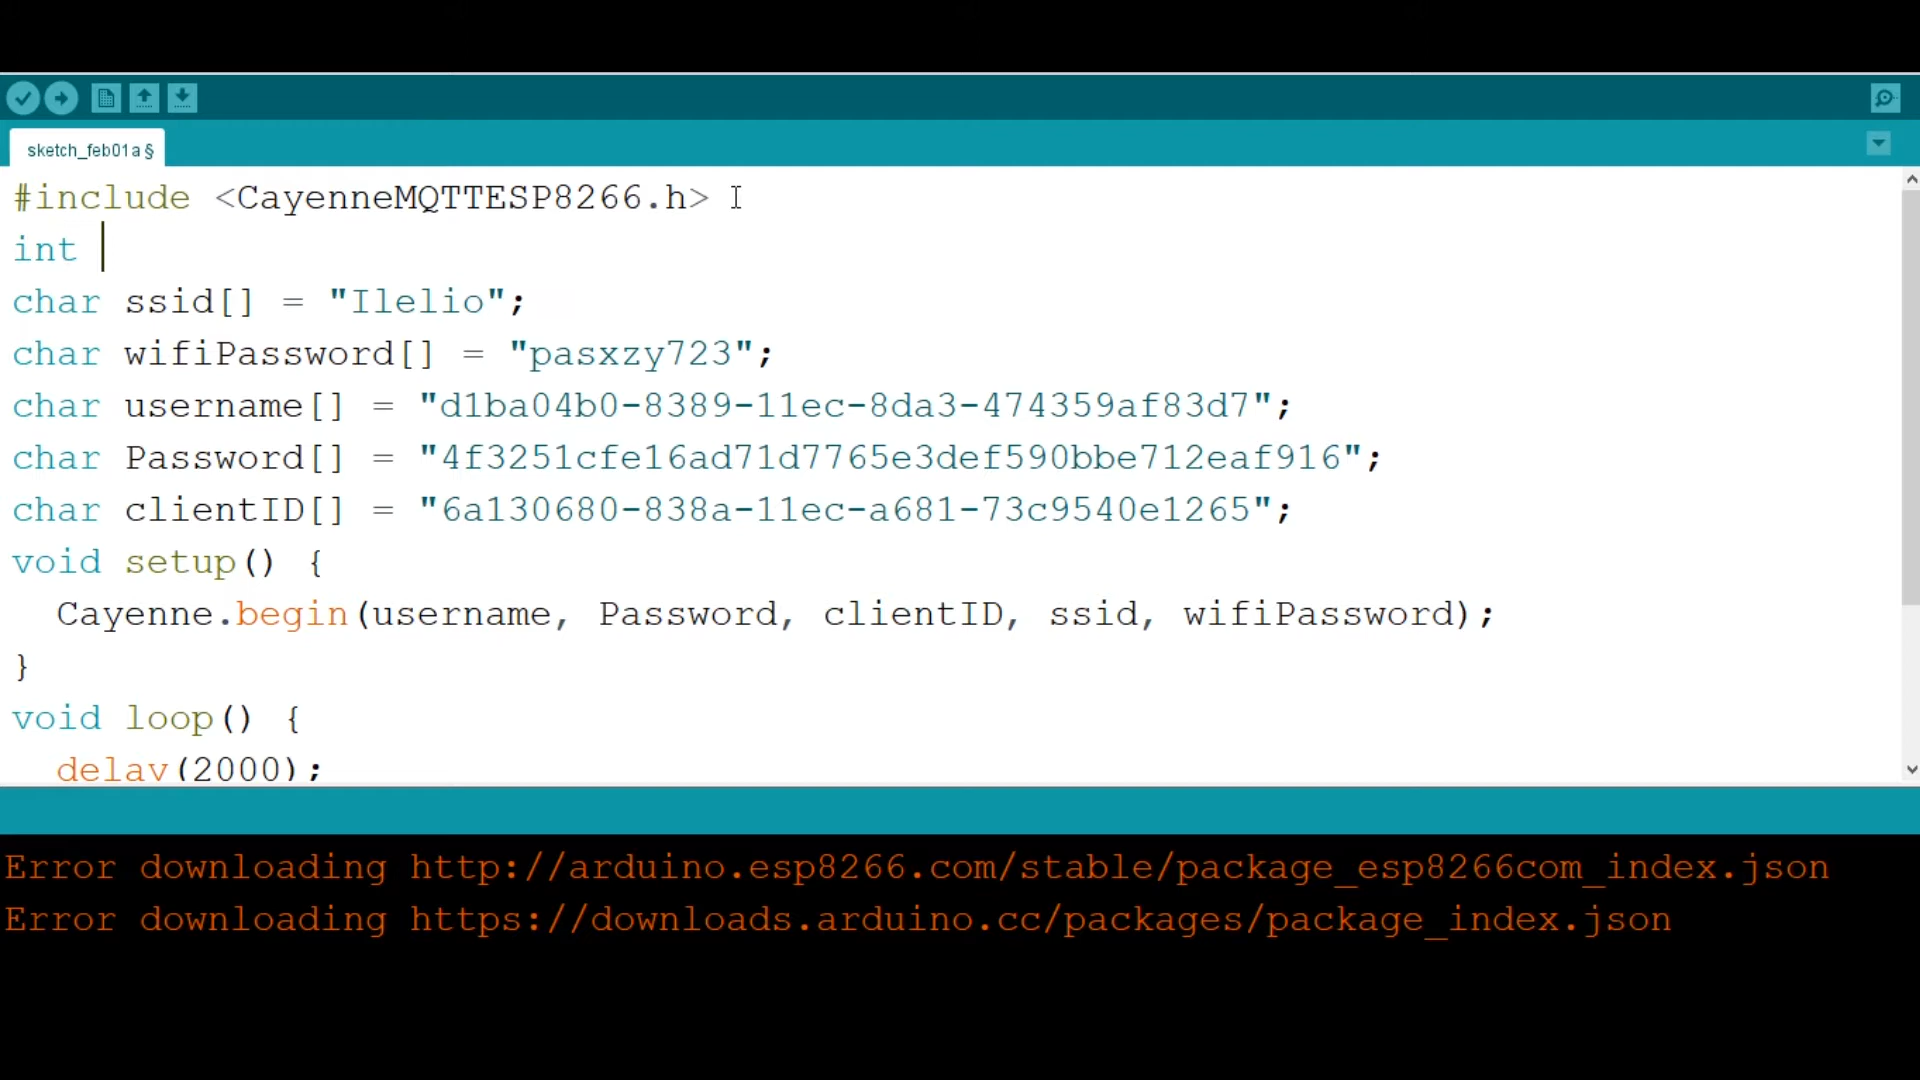 sketch_feb01a §
#include <CayenneMQTTESP8266.h>
int
char ssid[] = "Ilelio";
char wifiPassword[] = "pasxzy723";
char username[] = "d1ba04b0-8389-11ec-8da3-474359af83d7";
char Password[] = "4f3251cfe16ad71d7765e3def590bbe712eaf916";
char clientID[] = "6a130680-838a-11ec-a681-73c9540e1265";
void setup() {
  Cayenne.begin(username, Password, clientID, ssid, wifiPassword);
}
void loop() {
  delay(2000);
Error downloading http://arduino.esp8266.com/stable/package_esp8266com_index.json
Error downloading https://downloads.arduino.cc/packages/package_index.json